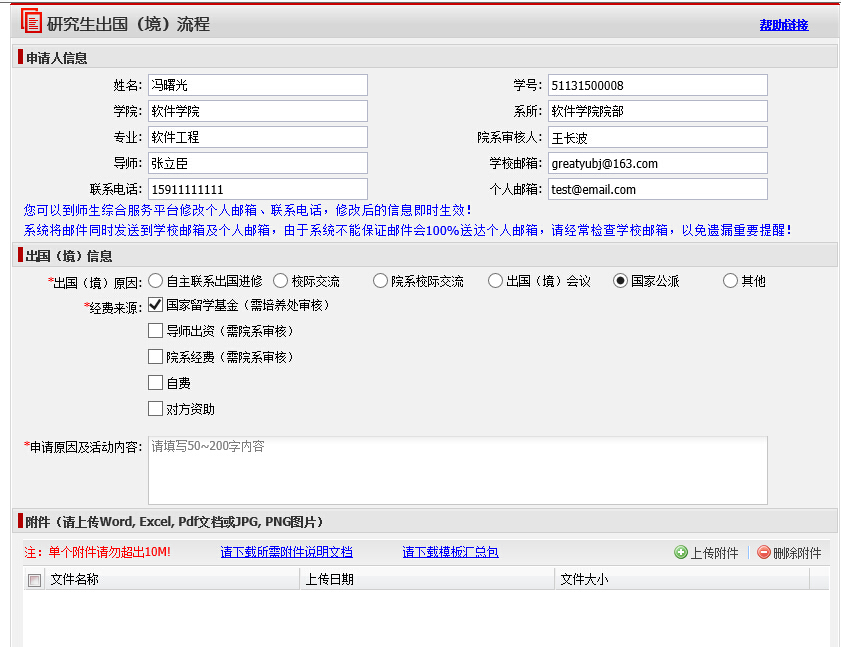 研究生出国（境）流程 帮助链接
申请人信息
姓名: 冯曙光 学号: 51131500008
学院: 软件学院 系所: 软件学院院部
专业: 软件工程 院系审核人: 王长波
导师: 张立臣 学校邮箱: greatyubj@163.com
联系电话: 15911111111 个人邮箱: test@email.com
您可以到师生综合服务平台修改个人邮箱、联系电话，修改后的信息即时生效！
系统将邮件同时发送到学校邮箱及个人邮箱，由于系统不能保证邮件会100%送达个人邮箱，请经常检查学校邮箱，以免遗漏重要提醒！
出国（境）信息
*出国（境）原因: 自主联系出国进修 校际交流 院系校际交流 出国（境）会议 国家公派 其他
*经费来源: 国家留学基金（需培养处审核）
导师出资（需院系审核）
院系经费（需院系审核）
自费
对方资助
*申请原因及活动内容: 请填写50~200字内容
附件（请上传Word, Excel, Pdf文档或JPG, PNG图片）
注: 单个附件请勿超出10M! 请下载所需附件说明文档 请下载模板汇总包 上传附件 删除附件
文件名称 上传日期 文件大小